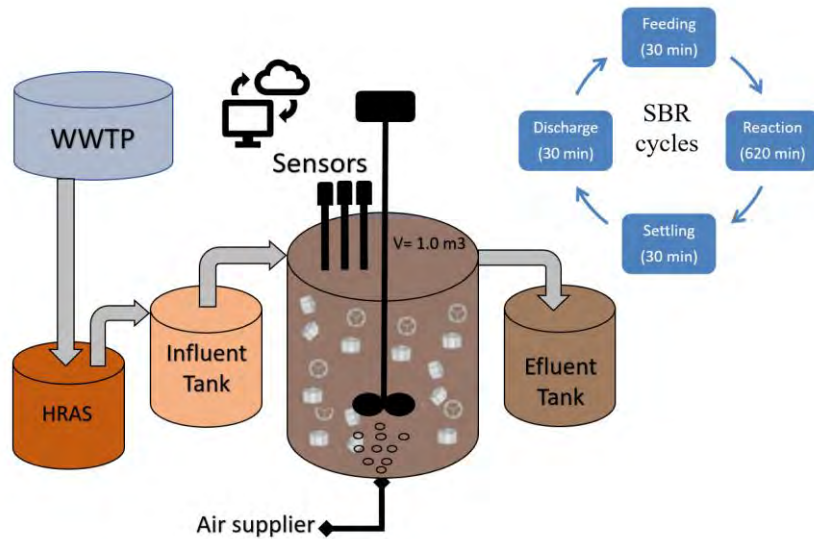 WWTP
Sensors
V= 1.0 m3
HRAS
Influent
Tank
Efluent
Tank
Air supplier
Feeding
(30 min)
Discharge
(30 min)
SBR
cycles
Reaction
(620 min)
Settling
(30 min)